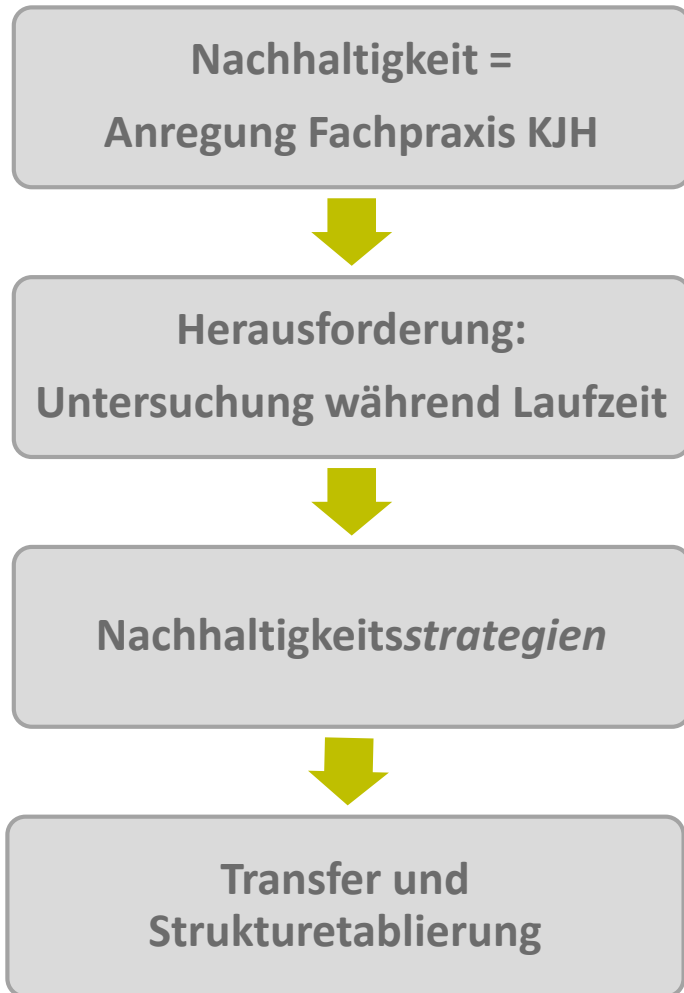 Nachhaltigkeit =
Anregung Fachpraxis KJH
Herausforderung:
Untersuchung während Laufzeit
Nachhaltigkeitsstrategien
Transfer und
Strukturetablierung